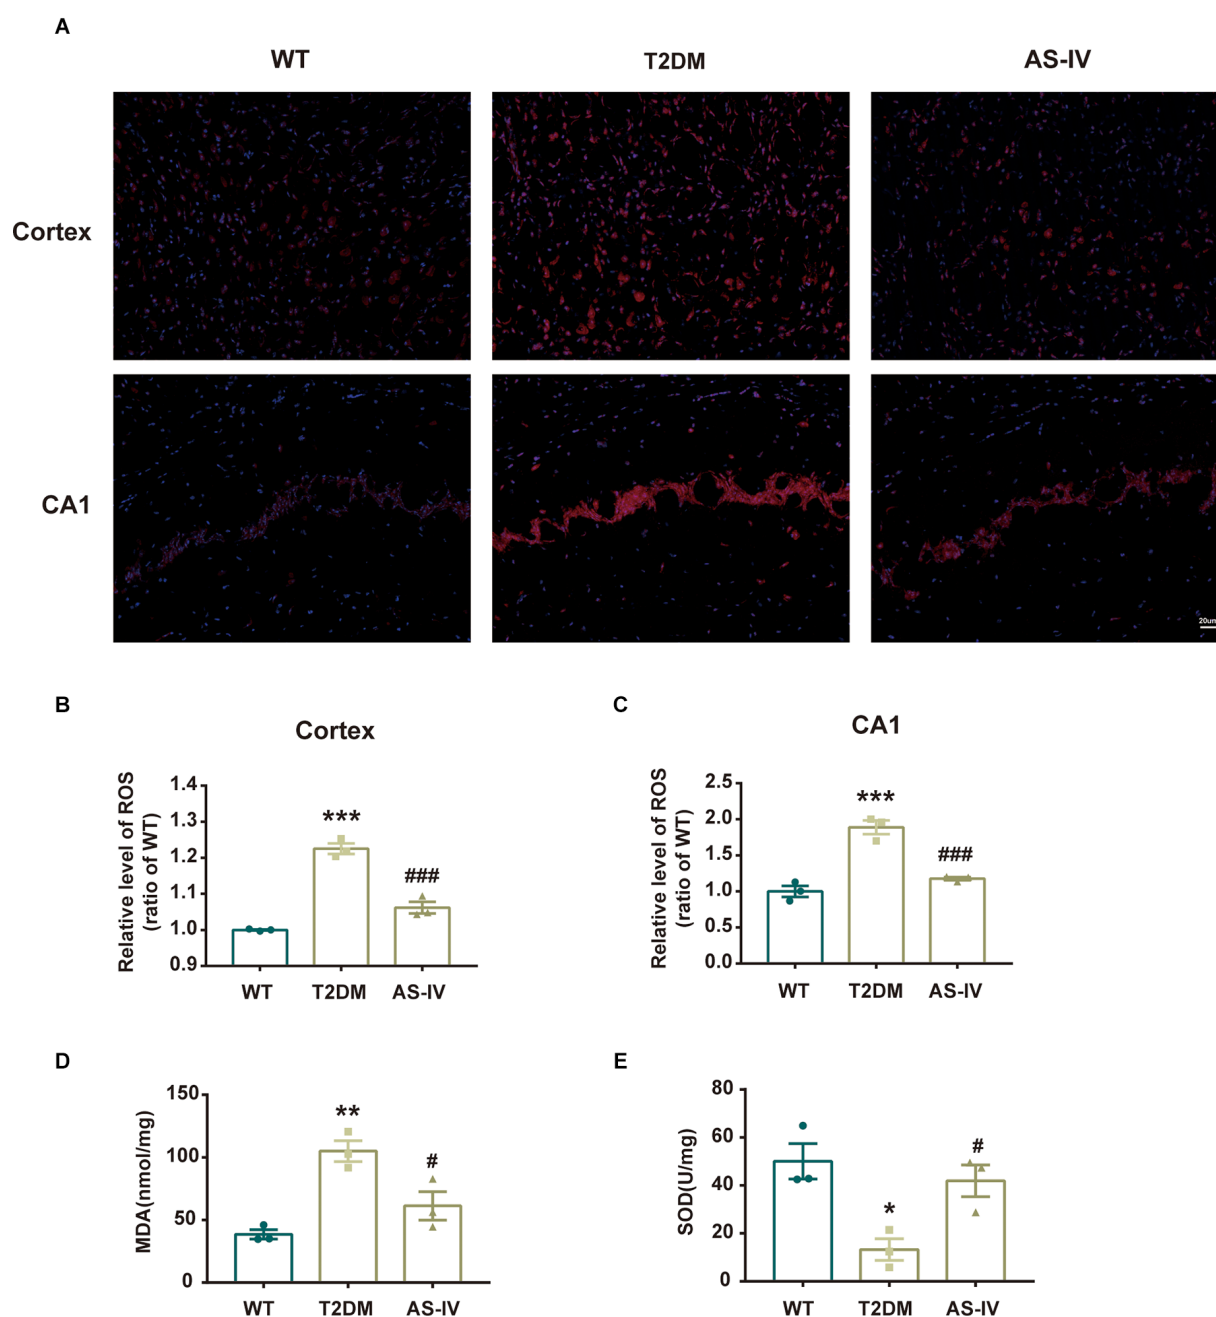 A
WT
T2DM
AS-IV
Cortex
CA1
20um
B
Cortex
Relative level of ROS
(ratio of WT)
1.4
1.3
1.2
1.1
1.0
0.9
***
###
WT
T2DM
AS-IV
C
CA1
Relative level of ROS
(ratio of WT)
2.5
2.0
1.5
1.0
0.5
0.0
***
###
WT
T2DM
AS-IV
D
MDA(nmol/mg)
150
100
50
0
**
#
WT
T2DM
AS-IV
E
SOD(U/mg)
80
60
40
20
0
*
#
WT
T2DM
AS-IV